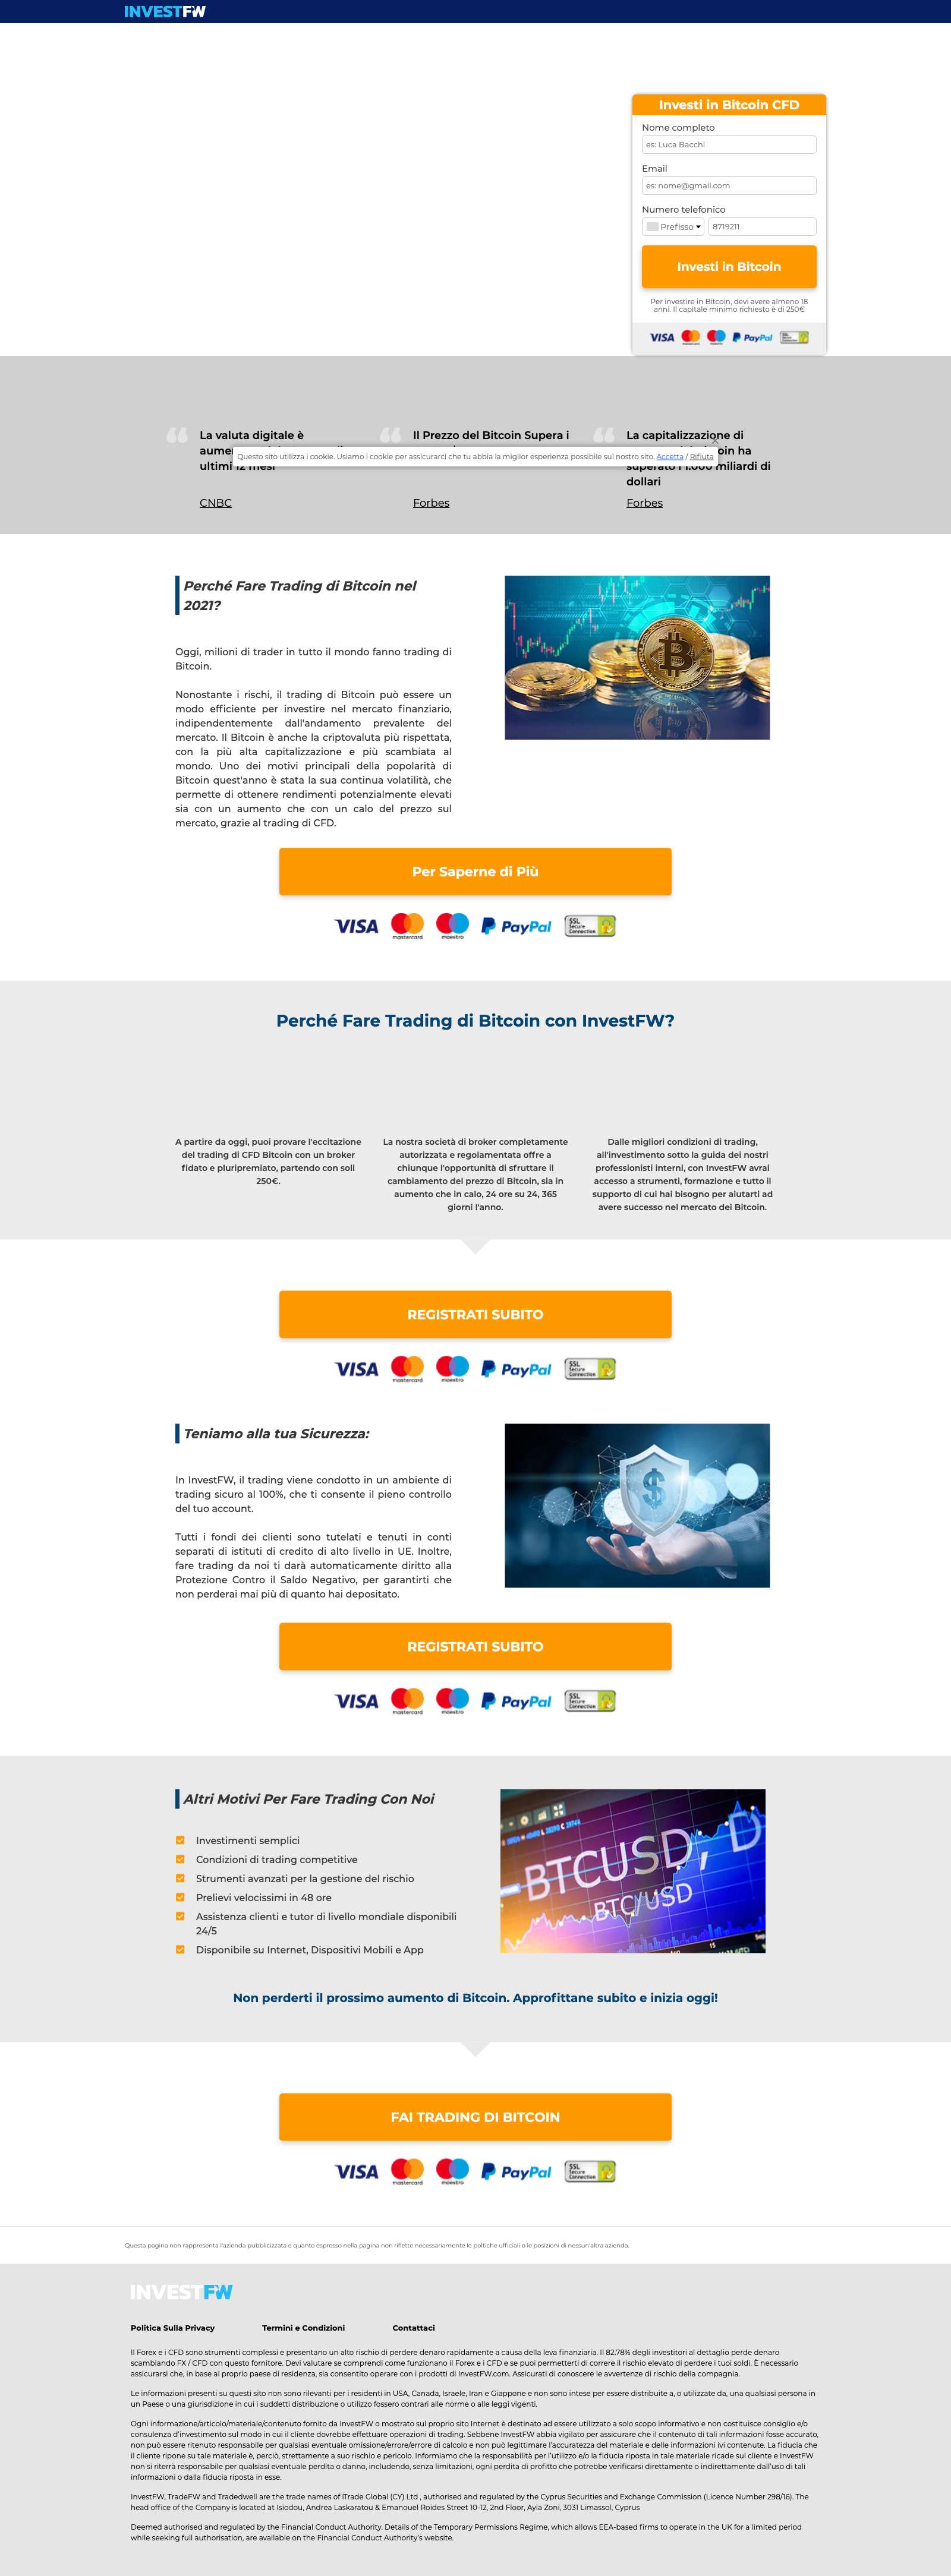 INVESTFW
Investi in Bitcoin CFD
Nome completo
es: Luca Bacchi
Email
es: nome@gmail.com
Numero telefonico
Prefisso
8719211
Investi in Bitcoin
Per investire in Bitcoin, devi avere almeno 18
anni. Il capitale minimo richiesto è di 250€
VISA PayPal
La valuta digitale è
ultimi 12 mesi
CNBC
Il Prezzo del Bitcoin Supera i
Forbes
La capitalizzazione di
oin ha
superato i 1.000 miliardi di
dollari
Forbes
Questo sito utilizza i cookie. Usiamo i cookie per assicurarci che tu abbia la miglior esperienza possibile sul nostro sito. Accetta / Rifiuta
Perché Fare Trading di Bitcoin nel
2021?
Oggi, milioni di trader in tutto il mondo fanno trading di
Bitcoin.
Nonostante i rischi, il trading di Bitcoin può essere un
modo efficiente per investire nel mercato finanziario,
indipendentemente dall'andamento prevalente del
mercato. Il Bitcoin è anche la criptovaluta più rispettata,
con la più alta capitalizzazione e più scambiata al
mondo. Uno dei motivi principali della popolarità di
Bitcoin quest'anno è stata la sua continua volatilità, che
permette di ottenere rendimenti potenzialmente elevati
sia con un aumento che con un calo del prezzo sul
mercato, grazie al trading di CFD.
Per Saperne di Più
VISA mastercard maestro PayPal SSL Secure Connection
Perché Fare Trading di Bitcoin con InvestFW?
A partire da oggi, puoi provare l'eccitazione
del trading di CFD Bitcoin con un broker
fidato e pluripremiato, partendo con soli
250€.
La nostra società di broker completamente
autorizzata e regolamentata offre a
chiunque l'opportunità di sfruttare il
cambiamento del prezzo di Bitcoin, sia in
aumento che in calo, 24 ore su 24, 365
giorni l'anno.
Dalle migliori condizioni di trading,
all'investimento sotto la guida dei nostri
professionisti interni, con InvestFW avrai
accesso a strumenti, formazione e tutto il
supporto di cui hai bisogno per aiutarti ad
avere successo nel mercato dei Bitcoin.
REGISTRATI SUBITO
VISA mastercard maestro PayPal SSL Secure Connection
Teniamo alla tua Sicurezza:
In InvestFW, il trading viene condotto in un ambiente di
trading sicuro al 100%, che ti consente il pieno controllo
del tuo account.
Tutti i fondi dei clienti sono tutelati e tenuti in conti
separati di istituti di credito di alto livello in UE. Inoltre,
fare trading da noi ti darà automaticamente diritto alla
Protezione Contro il Saldo Negativo, per garantirti che
non perderai mai più di quanto hai depositato.
REGISTRATI SUBITO
VISA mastercard maestro PayPal SSL Secure Connection
Altri Motivi Per Fare Trading Con Noi
Investimenti semplici
Condizioni di trading competitive
Strumenti avanzati per la gestione del rischio
Prelievi velocissimi in 48 ore
Assistenza clienti e tutor di livello mondiale disponibili
24/5
Disponibile su Internet, Dispositivi Mobili e App
BTCUSD, D
BTC/USD
Non perderti il prossimo aumento di Bitcoin. Approfittane subito e inizia oggi!
FAI TRADING DI BITCOIN
VISA mastercard maestro PayPal SSL Secure Connection
Questa pagina non rappresenta l'azienda pubblicizzata e quanto espresso nella pagina non riflette necessariamente le poltiche ufficiali o le posizioni di nessun'altra azienda.
INVESTFW
Politica Sulla Privacy
Termini e Condizioni
Contattaci
Il Forex e i CFD sono strumenti complessi e presentano un alto rischio di perdere denaro rapidamente a causa della leva finanziaria. Il 82.78% degli investitori al dettaglio perde denaro
scambiando FX / CFD con questo fornitore. Devi valutare se comprendi come funzionano il Forex e i CFD e se puoi permetterti di correre il rischio elevato di perdere i tuoi soldi. È necessario
assicurarsi che, in base al proprio paese di residenza, sia consentito operare con i prodotti di InvestFW.com. Assicurati di conoscere le avvertenze di rischio della compagnia.
Le informazioni presenti su questo sito non sono rilevanti per i residenti in USA, Canada, Israele, Iran e Giappone e non sono intese per essere distribuite a, o utilizzate da, una qualsiasi persona in
un Paese o una giurisdizione in cui i suddetti distribuzione o utilizzo fossero contrari alle norme o alle leggi vigenti.
Ogni informazione/articolo/materiale/contenuto fornito da InvestFW o mostrato sul proprio sito Internet è destinato ad essere utilizzato a solo scopo informativo e non costituisce consiglio e/o
consulenza d'investimento sul modo in cui il cliente dovrebbe effettuare operazioni di trading. Sebbene InvestFW abbia vigilato per assicurare che il contenuto di tali informazioni fosse accurato,
non può essere ritenuto responsabile per qualsiasi eventuale omissione/errore/errore di calcolo e non può legittimare l'accuratezza del materiale e delle informazioni ivi contenute. La fiducia che
il cliente ripone su tale materiale è, perciò, strettamente a suo rischio e pericolo. Informiamo che la responsabilità per l'utilizzo e/o la fiducia riposta in tale materiale ricade sul cliente e InvestFW
non si riterrà responsabile per qualsiasi eventuale perdita o danno, includendo, senza limitazioni, ogni perdita di profitto che potrebbe verificarsi direttamente o indirettamente dall'uso di tali
informazioni o dalla fiducia riposta in esse.
InvestFW, TradeFW and Tradedwell are the trade names of iTrade Global (CY) Ltd , authorised and regulated by the Cyprus Securities and Exchange Commission (Licence Number 298/16). The
head office of the Company is located at Isiodou, Andrea Laskaratou & Emanouel Roides Street 10-12, 2nd Floor, Ayia Zoni, 3031 Limassol, Cyprus
Deemed authorised and regulated by the Financial Conduct Authority. Details of the Temporary Permissions Regime, which allows EEA-based firms to operate in the UK for a limited period
while seeking full authorisation, are available on the Financial Conduct Authority's website.